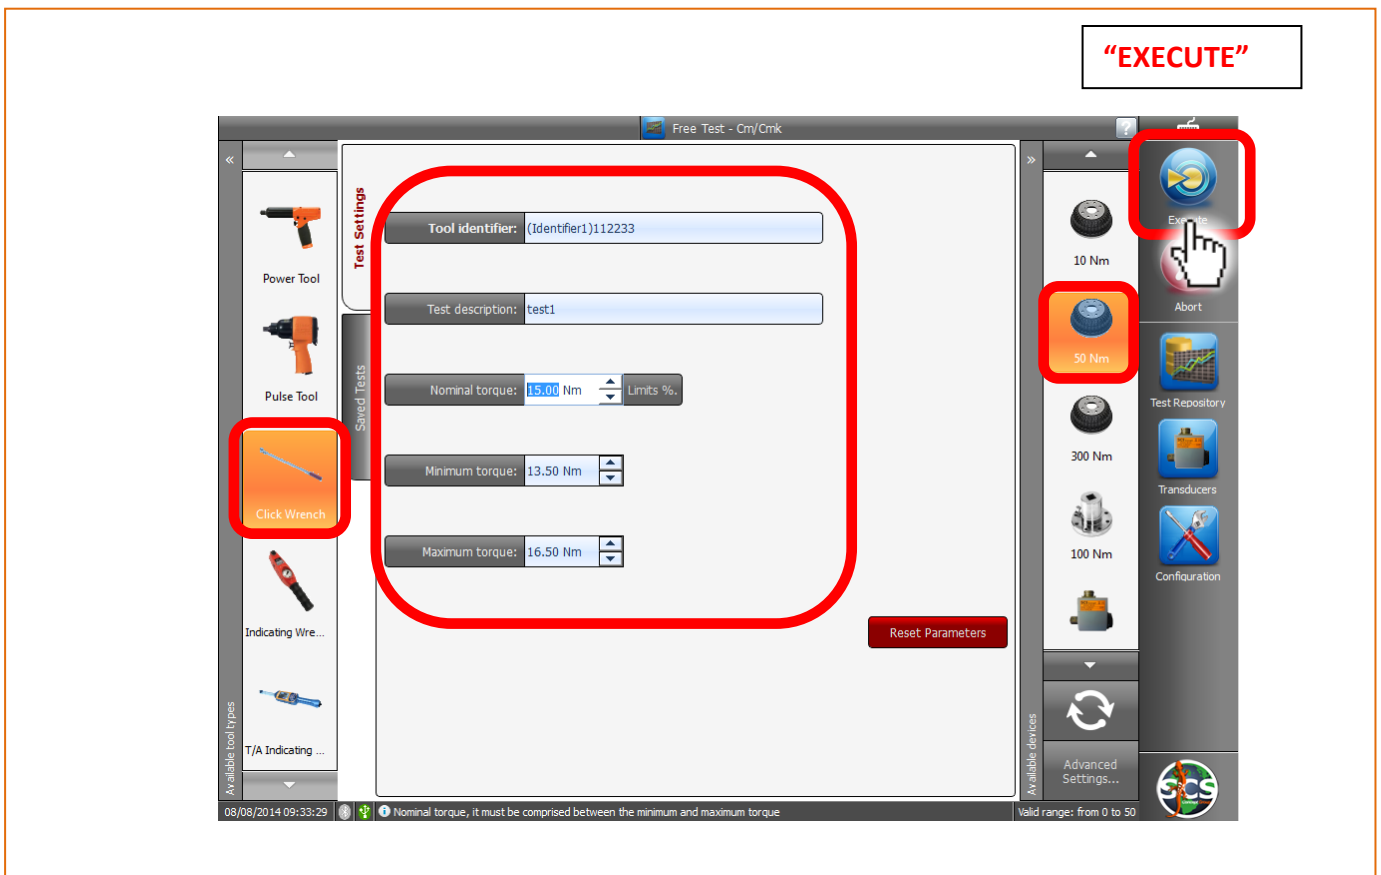 “EXECUTE”
Free Test - Cm/Cmk
?
«
Power Tool
Pulse Tool
Click Wrench
Indicating Wre...
T/A Indicating ...
Available tool types
Test Settings
Saved Tests
Tool identifier: (Identifier1)112233
Test description: test1
Nominal torque: 15.00 Nm Limits %.
Minimum torque: 13.50 Nm
Maximum torque: 16.50 Nm
Reset Parameters
»
Available devices
10 Nm
50 Nm
300 Nm
100 Nm
Advanced
Settings...
Abort
Test Repository
Transducers
Configuration
SCS
08/08/2014 09:33:29
Nominal torque, it must be comprised between the minimum and maximum torque
Valid range: from 0 to 50